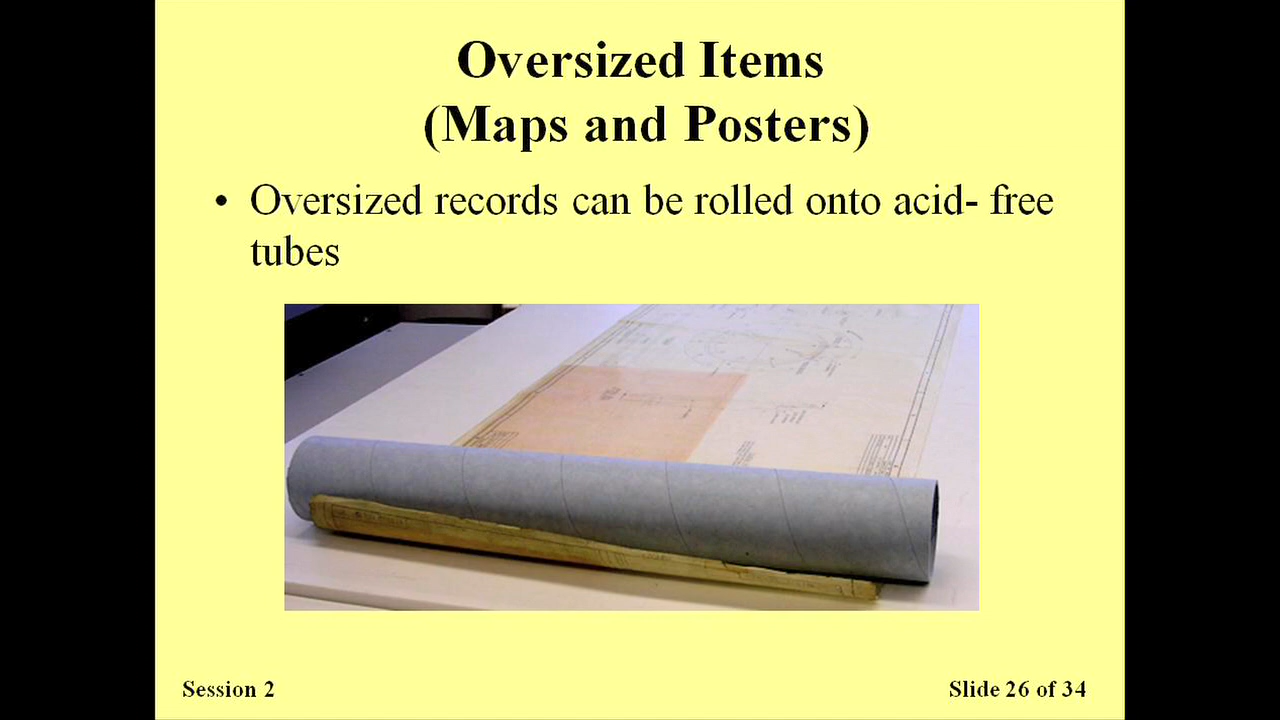 Oversized Items
(Maps and Posters)
• Oversized records can be rolled onto acid- free
tubes
Session 2
Slide 26 of 34